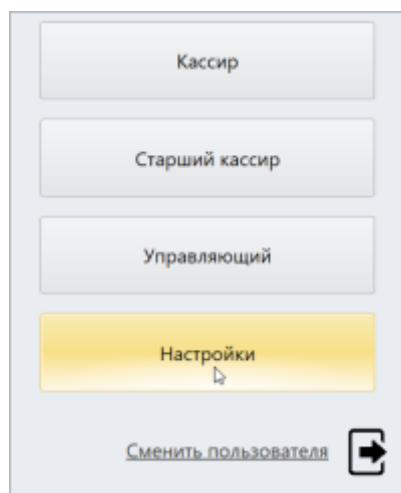 Кассир
Старший кассир
Управляющий
Настройки
Сменить пользователя